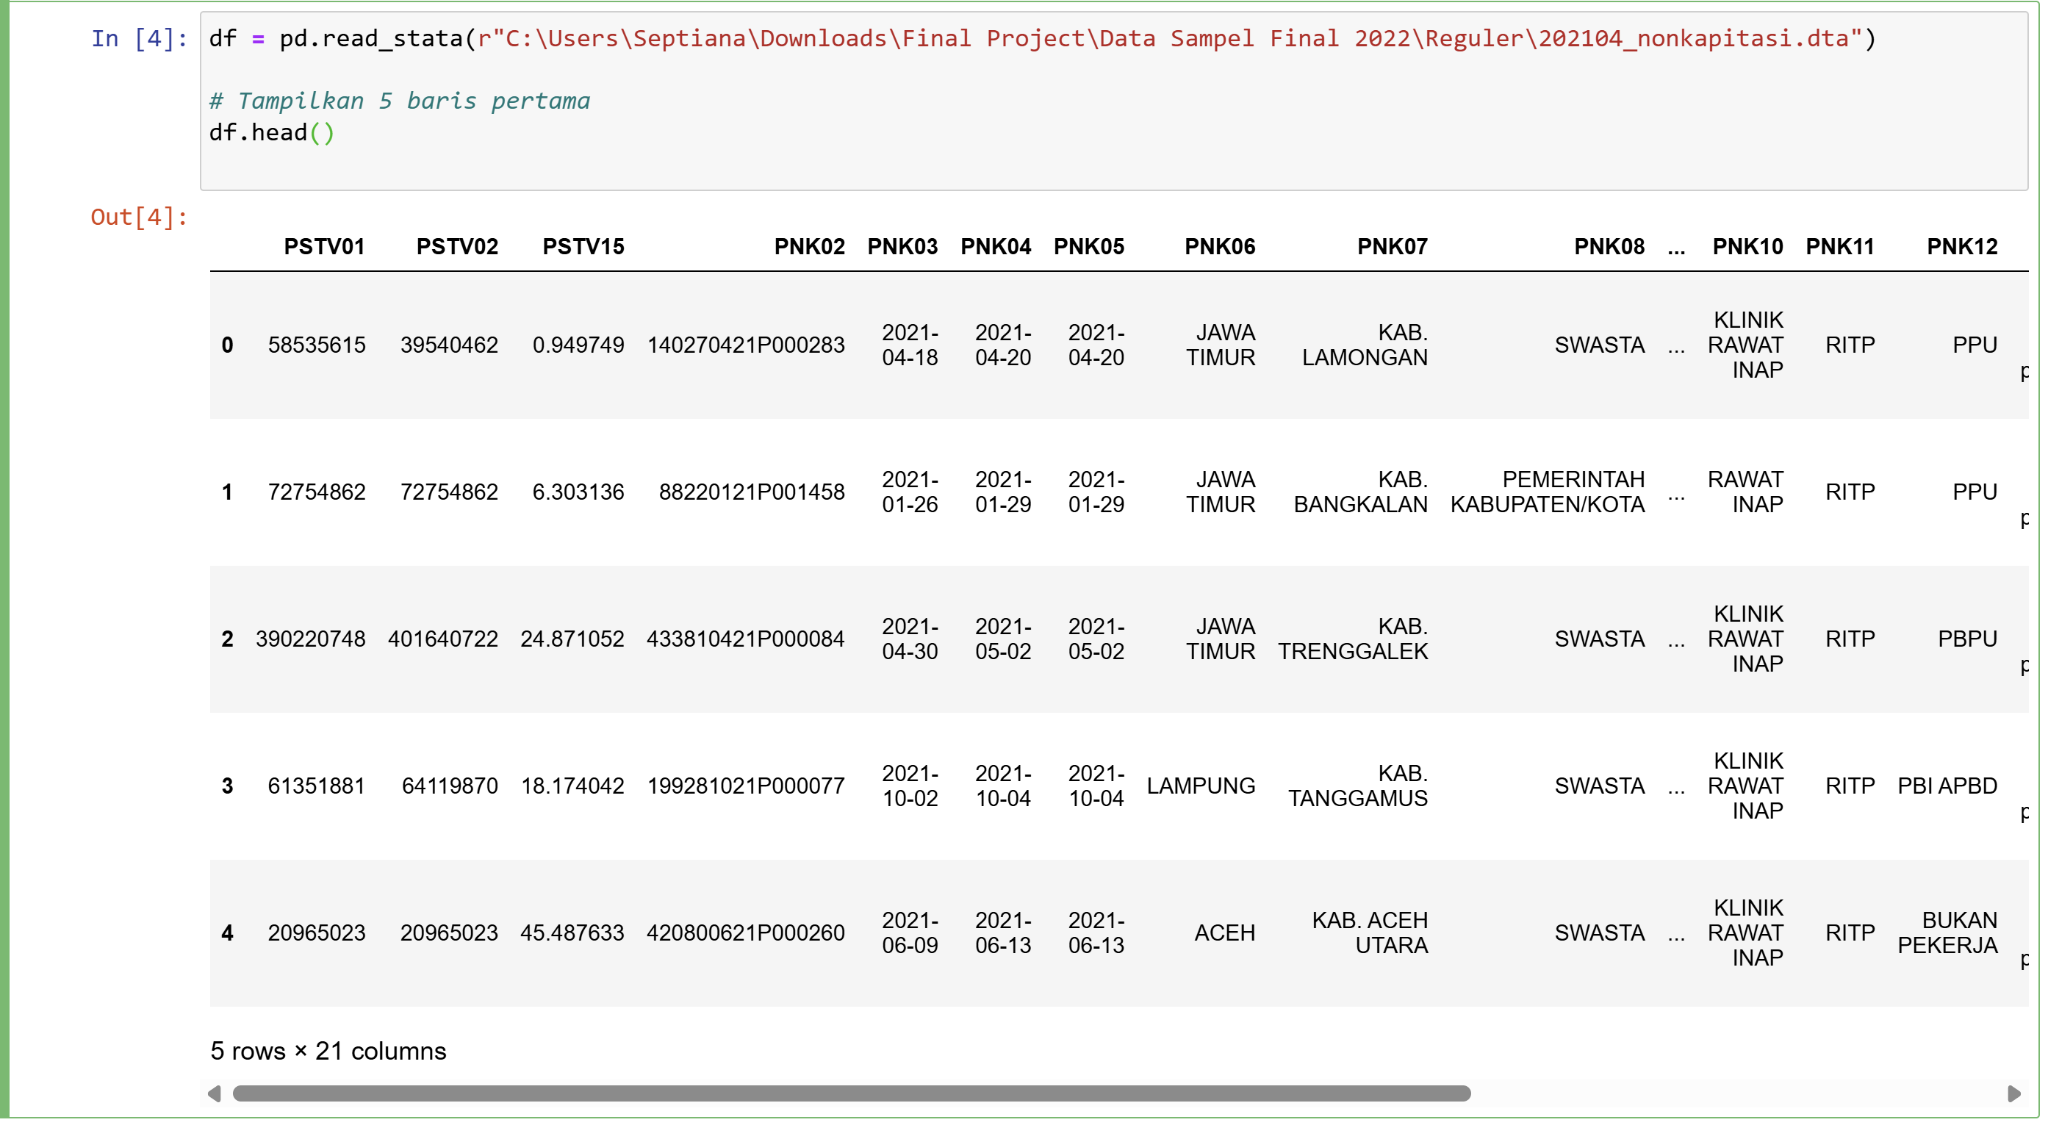 In [4]: df = pd.read_stata(r"C:\Users\Septiana\Downloads\Final Project\Data Sampel Final 2022\Reguler\202104_nonkapitasi.dta")
# Tampilkan 5 baris pertama
df.head()
Out[4]:
PSTV01 PSTV02 PSTV15 PNK02 PNK03 PNK04 PNK05 PNK06 PNK07 PNK08 ... PNK10 PNK11 PNK12
0 58535615 39540462 0.949749 140270421P000283 2021-04-18 2021-04-20 2021-04-20 JAWA TIMUR KAB. LAMONGAN SWASTA ... KLINIK RAWAT INAP RITP PPU
1 72754862 72754862 6.303136 88220121P001458 2021-01-26 2021-01-29 2021-01-29 JAWA TIMUR KAB. BANGKALAN PEMERINTAH KABUPATEN/KOTA ... RAWAT INAP RITP PPU
2 390220748 401640722 24.871052 433810421P000084 2021-04-30 2021-05-02 2021-05-02 JAWA TIMUR KAB. TRENGGALEK SWASTA ... KLINIK RAWAT INAP RITP PBPU
3 61351881 64119870 18.174042 199281021P000077 2021-10-02 2021-10-04 2021-10-04 LAMPUNG KAB. TANGGAMUS SWASTA ... KLINIK RAWAT INAP RITP PBI APBD
4 20965023 20965023 45.487633 420800621P000260 2021-06-09 2021-06-13 2021-06-13 ACEH KAB. ACEH UTARA SWASTA ... KLINIK RAWAT INAP RITP BUKAN PEKERJA
5 rows × 21 columns